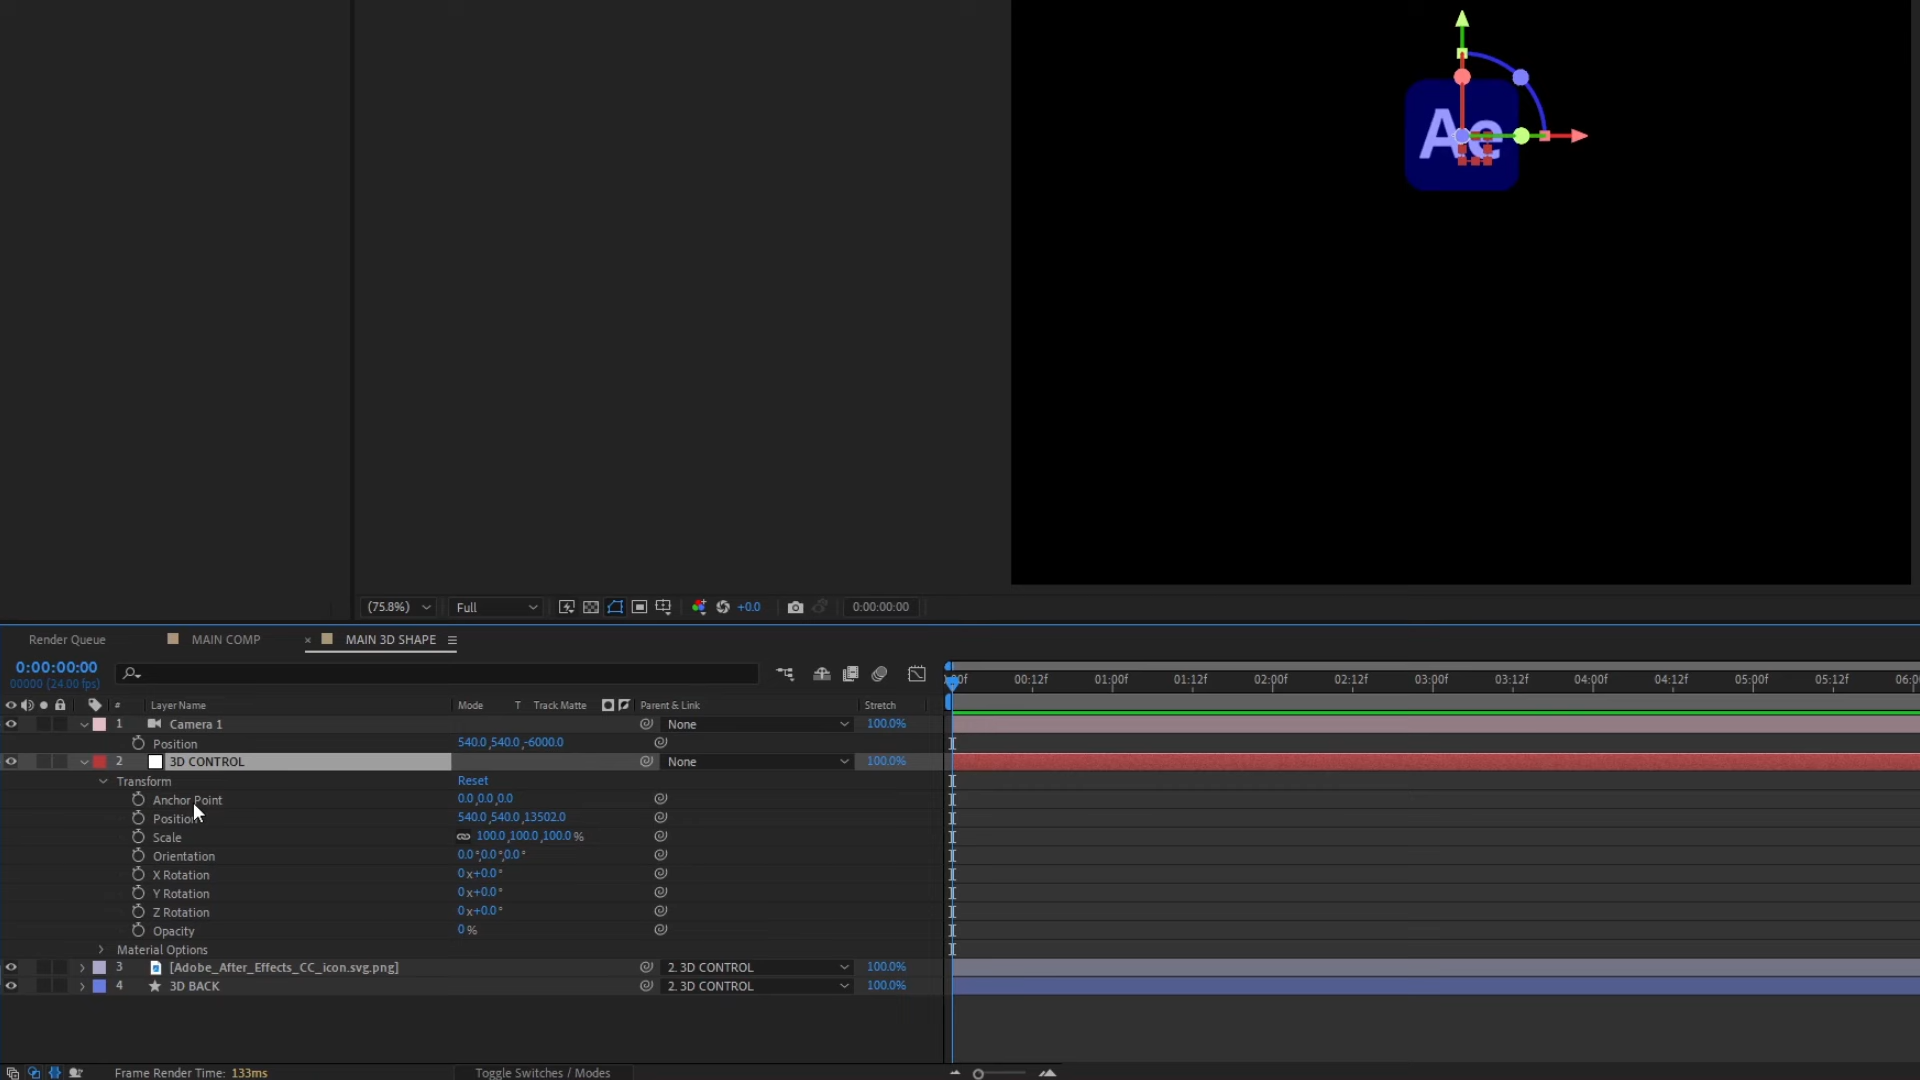 Ae
(75.8%) Full +0.0 0:00:00:00
Render Queue MAIN COMP × MAIN 3D SHAPE
0:00:00:00
00000 (24.00 fps)
00:12f 01:00f 01:12f 02:00f 02:12f 03:00f 03:12f 04:00f 04:12f 05:00f 05:12f 06:0
# Layer Name Mode T Track Matte Parent & Link Stretch
1 Camera 1 None 100.0%
Position 540.0,540.0,-6000.0
2 3D CONTROL None 100.0%
Transform Reset
Anchor Point 0.0,0.0,0.0
Position 540.0,540.0,13502.0
Scale 100.0,100.0,100.0 %
Orientation 0.0°,0.0°,0.0°
X Rotation 0x+0.0°
Y Rotation 0x+0.0°
Z Rotation 0x+0.0°
Opacity 0%
Material Options
3 [Adobe_After_Effects_CC_icon.svg.png] 2. 3D CONTROL 100.0%
4 3D BACK 2. 3D CONTROL 100.0%
Frame Render Time: 133ms Toggle Switches / Modes